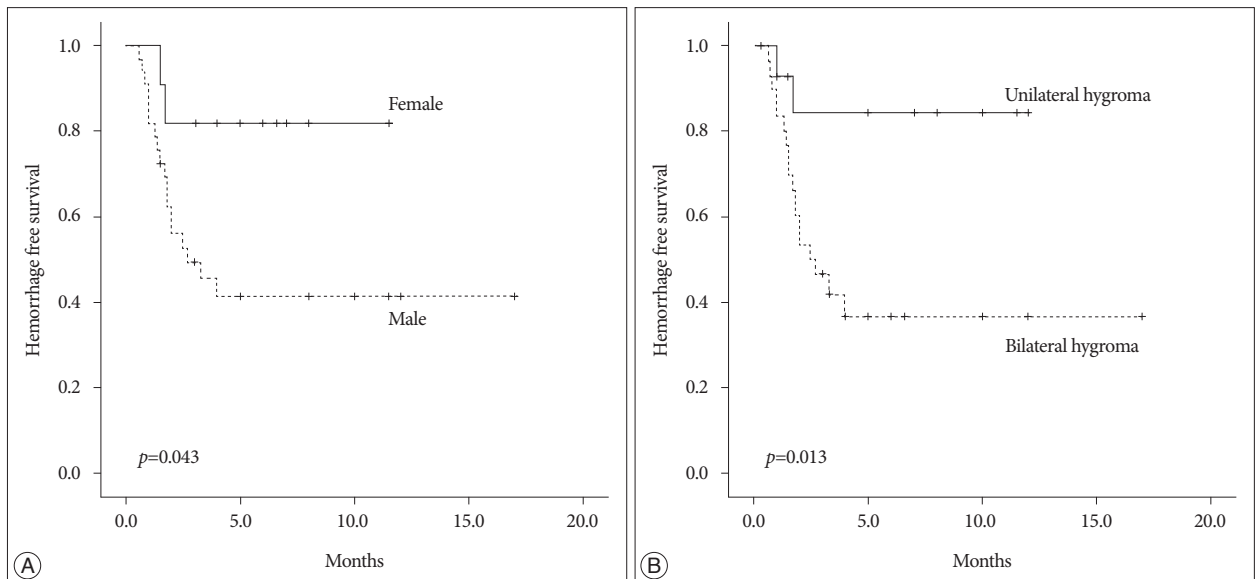 1.0
0.8
0.6
0.4
0.2
0.0
Hemorrhage free survival
Female
Male
p=0.043
0.0 5.0 10.0 15.0 20.0
Months
A
1.0
0.8
0.6
0.4
0.2
0.0
Hemorrhage free survival
Unilateral hygroma
Bilateral hygroma
p=0.013
0.0 5.0 10.0 15.0 20.0
Months
B